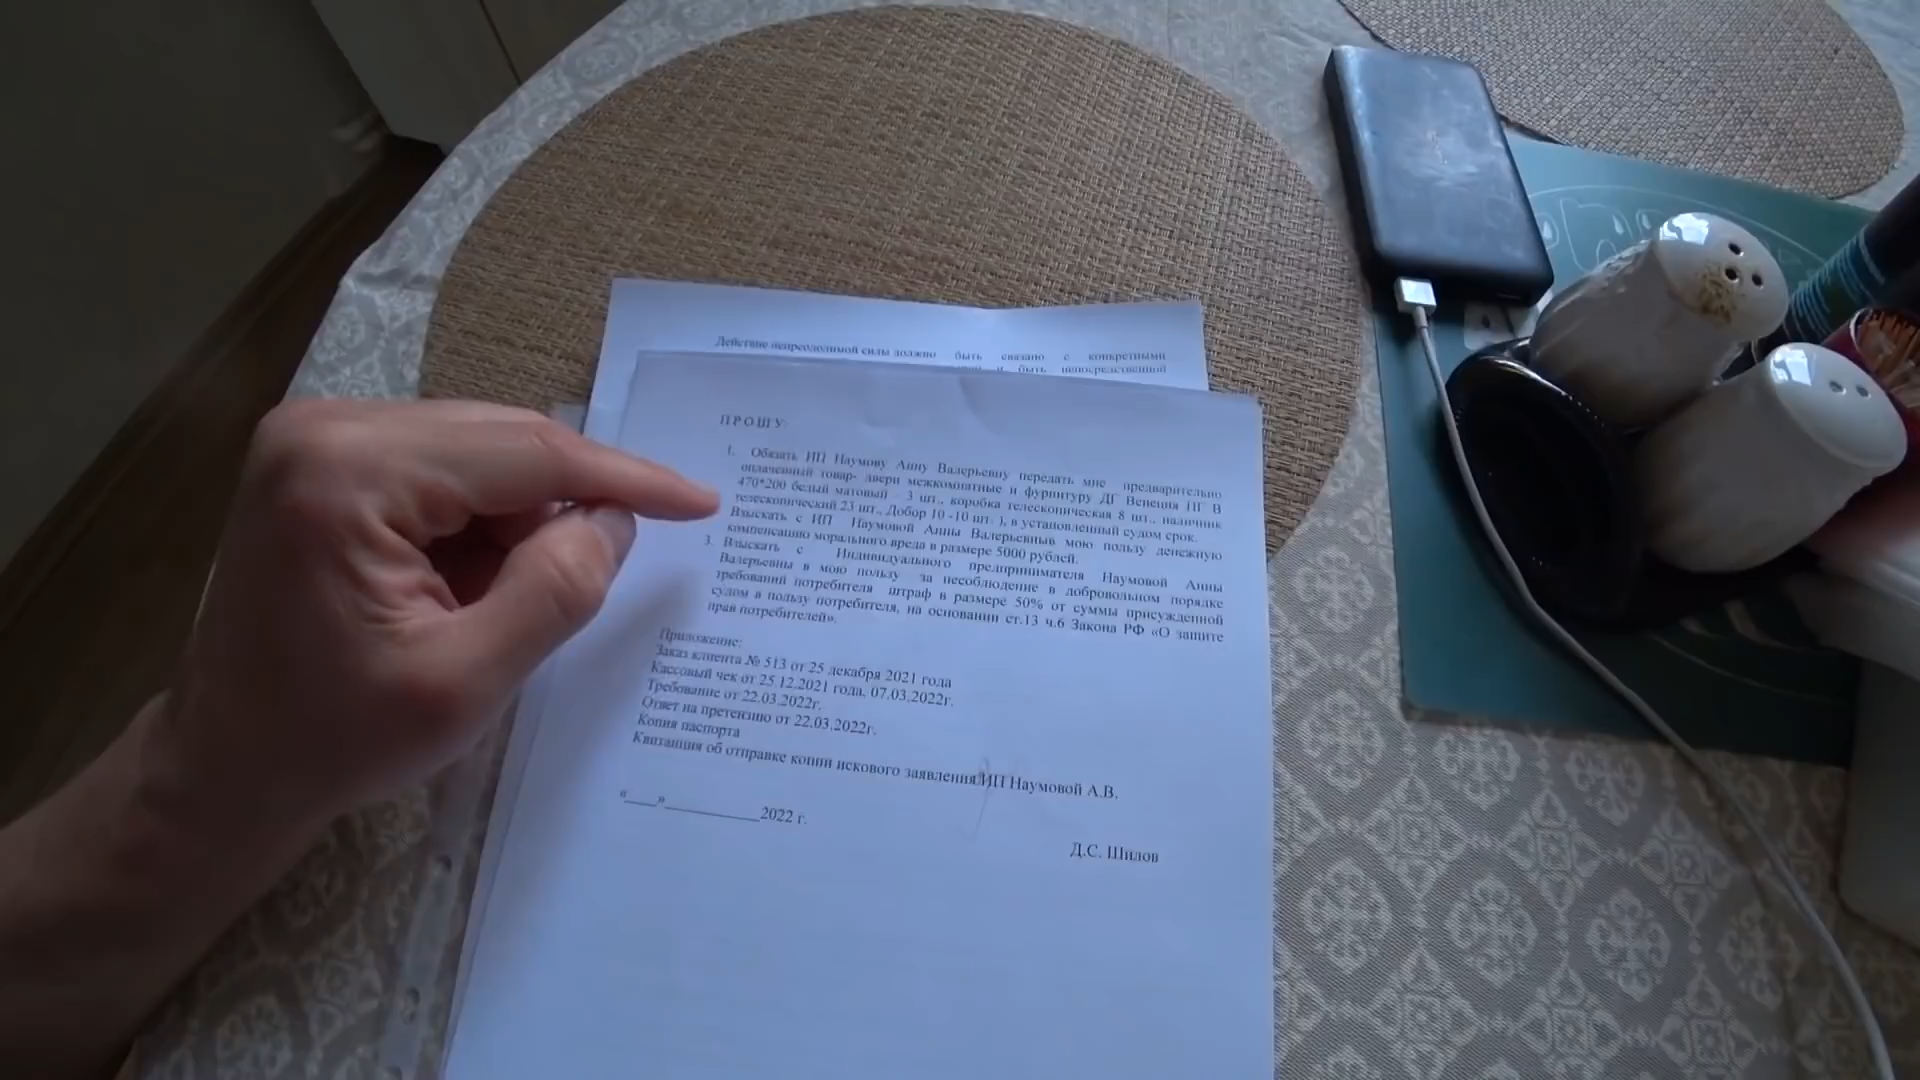 Действие непреодолимой силы должно быть связано с конкретными
и быть непосредственной
ПРОШУ:
1. Обязать ИП Наумову Анну Валерьевну передать мне предварительно
оплаченный товар- двери межкомнатные и фурнитуру ДГ Венеция ПГ В
470*200 белый матовый - 3 шт., коробка телескопическая 8 шт., наличник
телескопический 23 шт., Добор 10 -10 шт. ), в установленный судом срок.
Взыскать с ИП Наумовой Анны Валерьевныв мою пользу денежную
компенсацию морального вреда в размере 5000 рублей.
3. Взыскать с Индивидуального предпринимателя Наумовой Анны
Валерьевны в мою пользу за несоблюдение в добровольном порядке
требований потребителя штраф в размере 50% от суммы присужденной
судом в пользу потребителя, на основании ст.13 ч.6 Закона РФ «О защите
прав потребителей».
Приложение:
Заказ клиента № 513 от 25 декабря 2021 года
Кассовый чек от 25.12.2021 года, 07.03.2022г.
Требование от 22.03.2022г.
Ответ на претензию от 22.03.2022г.
Копия паспорта
Квитанция об отправке копии искового заявления ИП Наумовой А.В.
«____»____________2022 г.
Д.С. Шилов